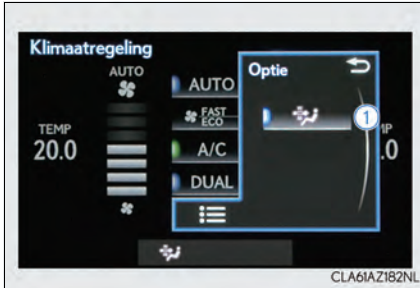 Klimaatregeling
AUTO
TEMP
20.0
AUTO
FAST
ECO
A/C
DUAL
Optie
1
.0
CLA61AZ182NL